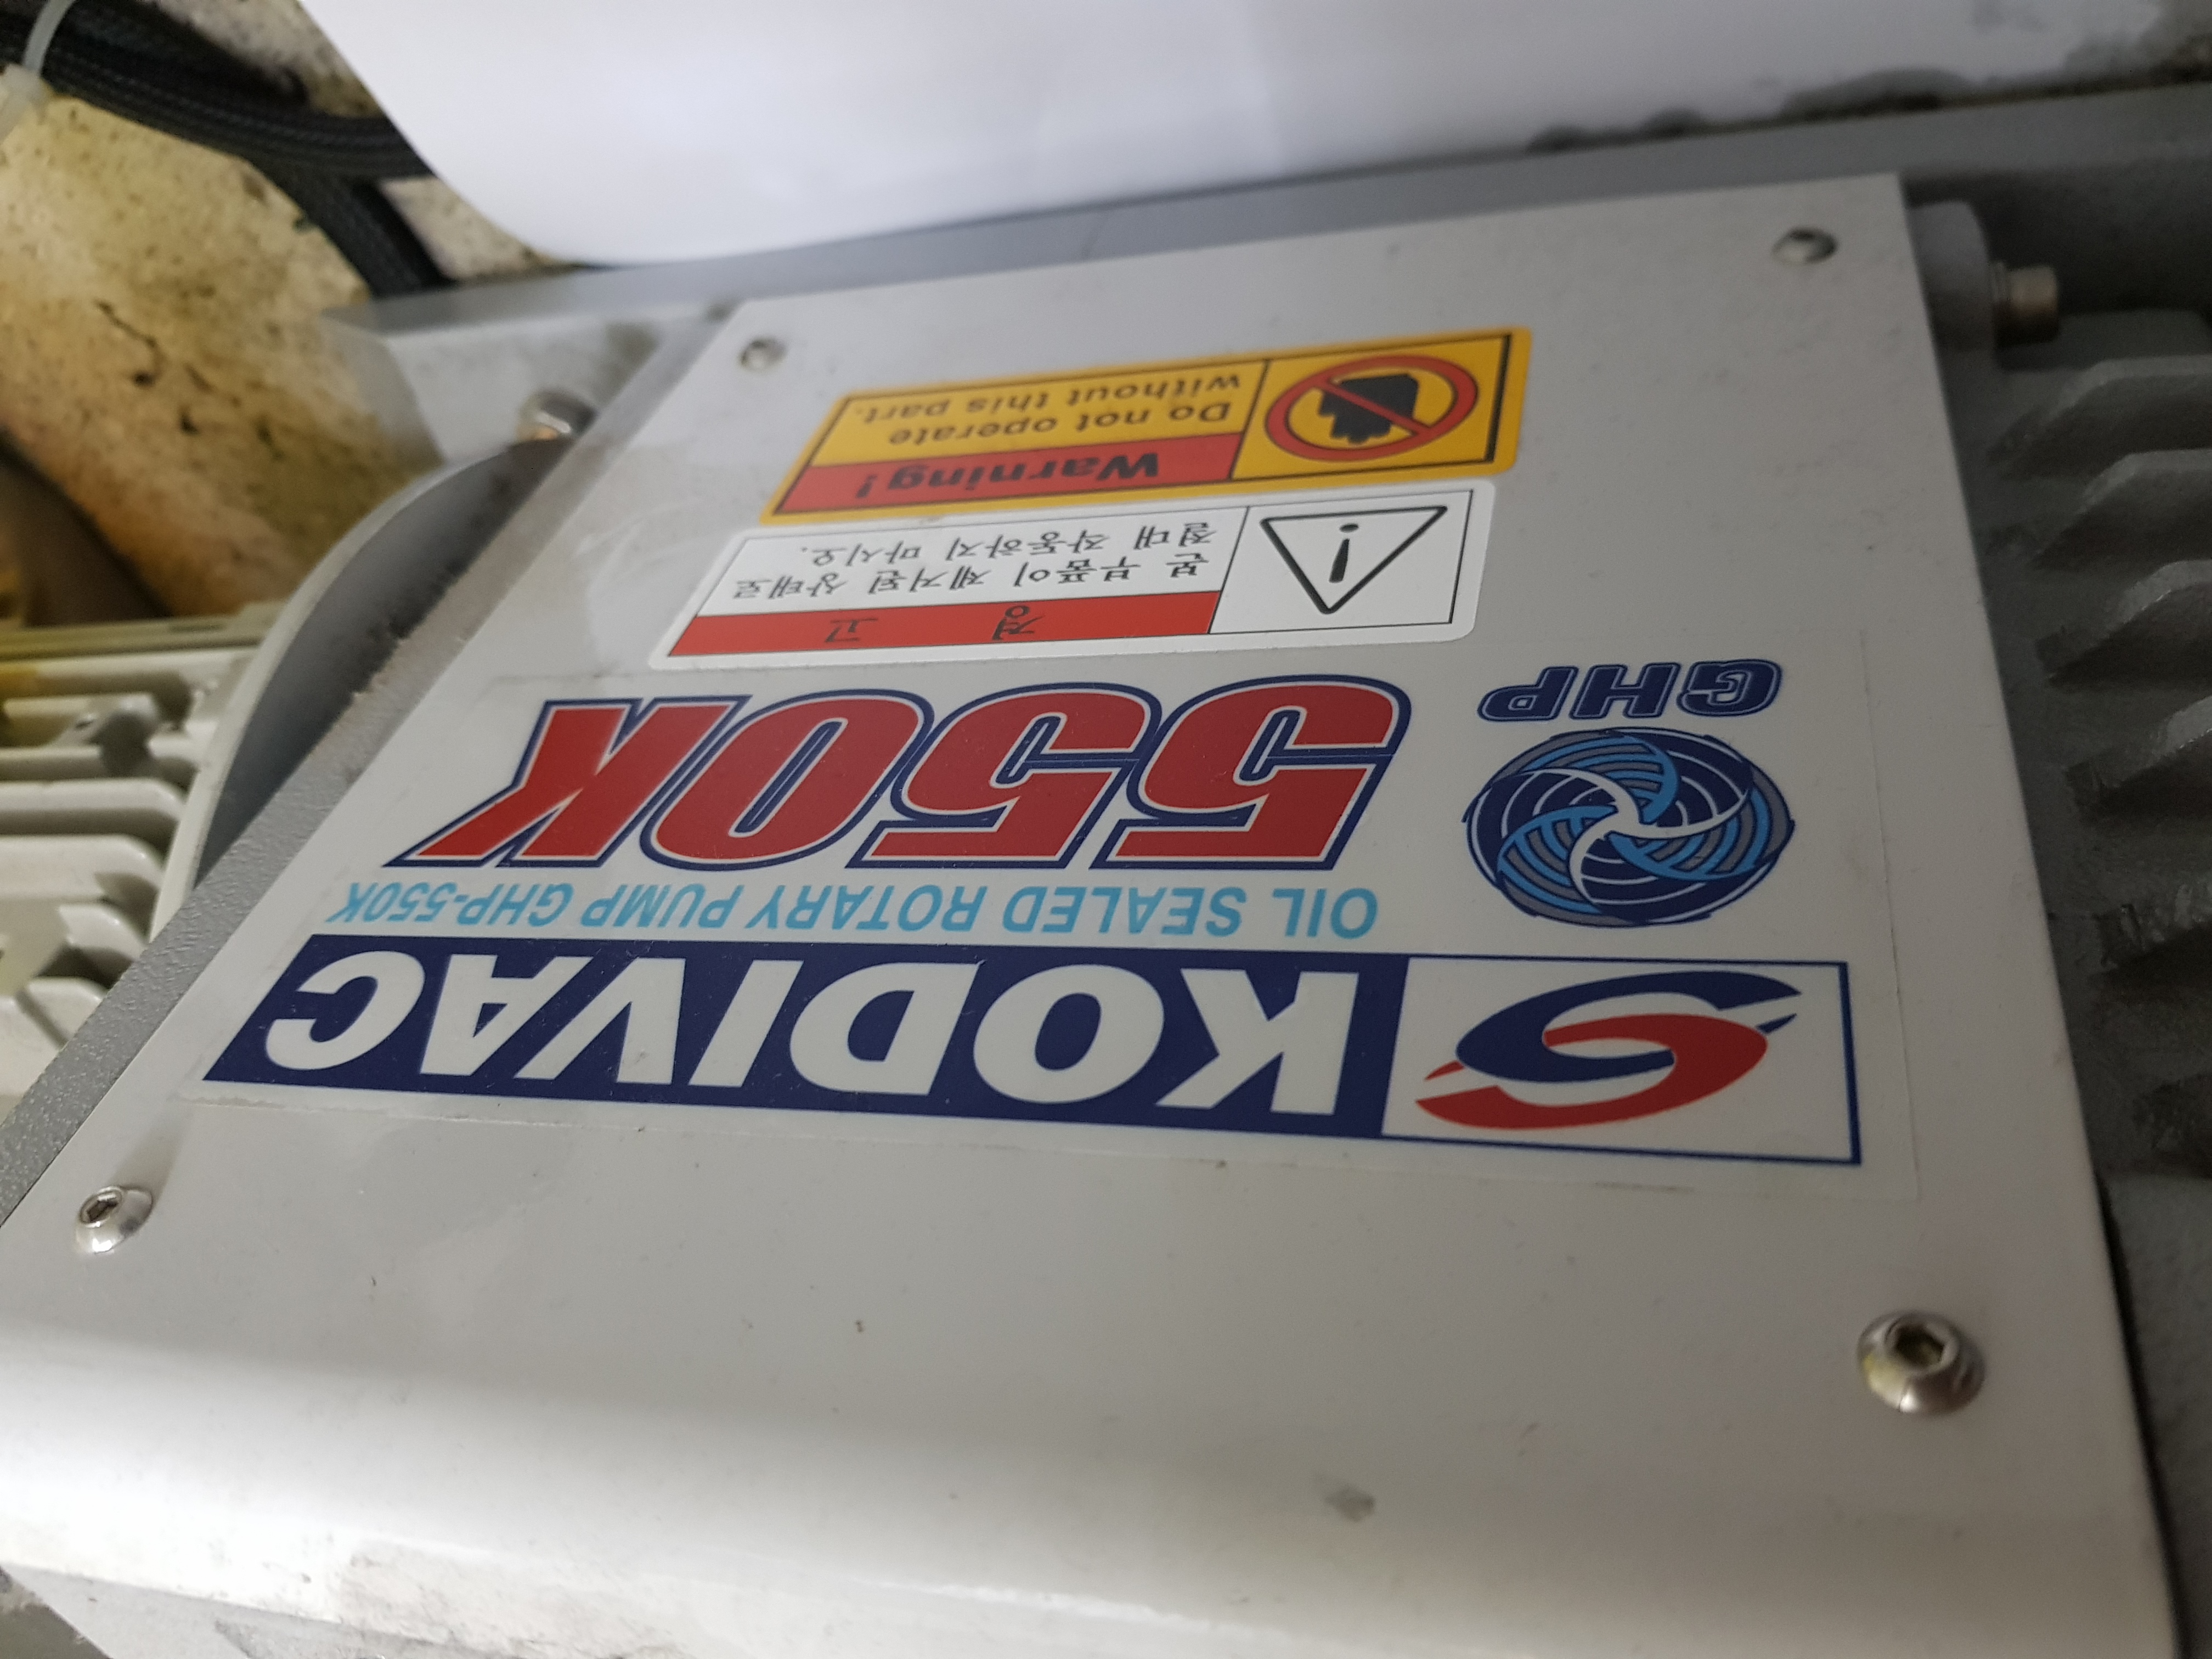 KODIVAC
OIL SEALED ROTARY PUMP GHP-550K
GHP
550K
경 고
본 부품이 제거된 상태로
절대 작동하지 마시오.
Warning!
Do not operate
without this part.